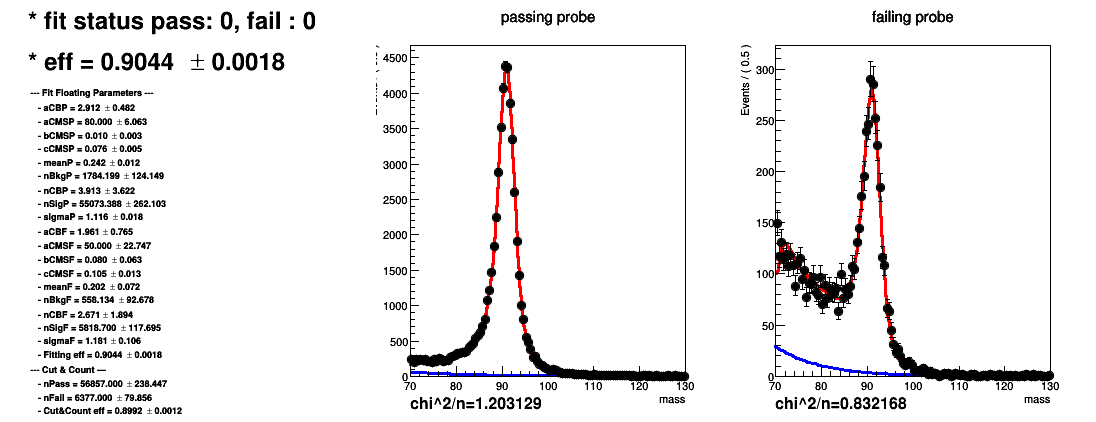 * fit status pass: 0, fail : 0
* eff = 0.9044 ± 0.0018
--- Fit Floating Parameters ---
- aCBP = 2.912 ± 0.482
- aCMSP = 80.000 ± 6.063
- bCMSP = 0.010 ± 0.003
- cCMSP = 0.076 ± 0.005
- meanP = 0.242 ± 0.012
- nBkgP = 1784.199 ± 124.149
- nCBP = 3.913 ± 3.622
- nSigP = 55073.388 ± 262.103
- sigmaP = 1.116 ± 0.018
- aCBF = 1.961 ± 0.765
- aCMSF = 50.000 ± 22.747
- bCMSF = 0.080 ± 0.063
- cCMSF = 0.105 ± 0.013
- meanF = 0.202 ± 0.072
- nBkgF = 558.134 ± 92.678
- nCBF = 2.671 ± 1.894
- nSigF = 5818.700 ± 117.695
- sigmaF = 1.181 ± 0.106
- Fitting eff = 0.9044 ± 0.0018
--- Cut & Count ---
- nPass = 56857.000 ± 238.447
- nFail = 6377.000 ± 79.856
- Cut&Count eff = 0.8992 ± 0.0012
passing probe
4500
4000
3500
3000
2500
2000
1500
1000
500
0
70 80 90 100 110 120 130
mass
chi^2/n=1.203129
failing probe
Events / ( 0.5 )
300
250
200
150
100
50
0
70 80 90 100 110 120 130
mass
chi^2/n=0.832168